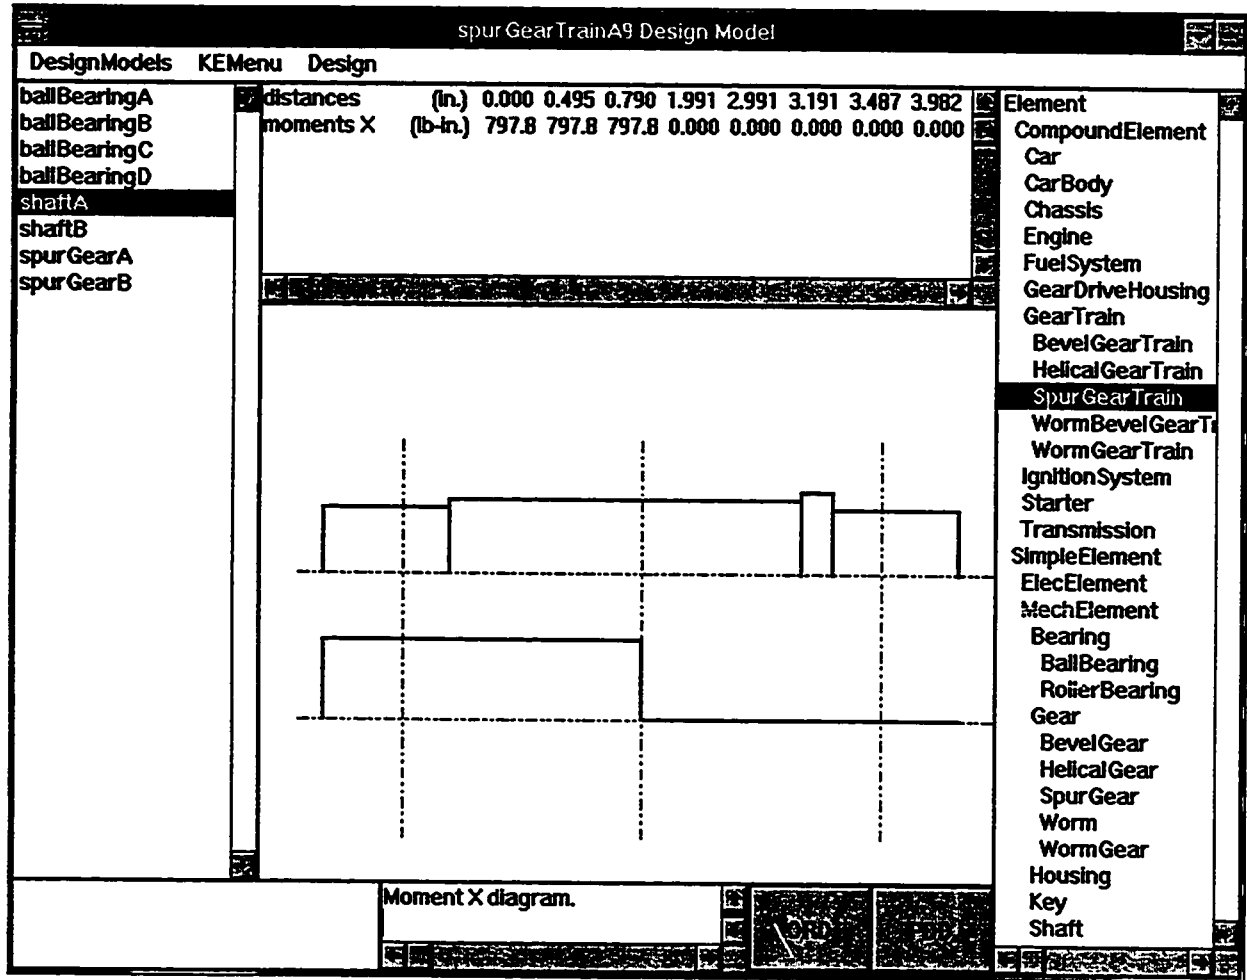 spurGearTrainA9 Design Model
DesignModels KEMenu Design
ballBearingA
ballBearingB
ballBearingC
ballBearingD
shaftA
shaftB
spurGearA
spurGearB
distances (in.) 0.000 0.495 0.790 1.991 2.991 3.191 3.487 3.982
moments X (lb-in.) 797.8 797.8 797.8 0.000 0.000 0.000 0.000 0.000
Moment X diagram.
Element
CompoundElement
Car
CarBody
Chassis
Engine
FuelSystem
GearDriveHousing
GearTrain
BevelGearTrain
HelicalGearTrain
SpurGearTrain
WormBevelGearTr
WormGearTrain
IgnitionSystem
Starter
Transmission
SimpleElement
ElecElement
MechElement
Bearing
BallBearing
RollerBearing
Gear
BevelGear
HelicalGear
SpurGear
Worm
WormGear
Housing
Key
Shaft